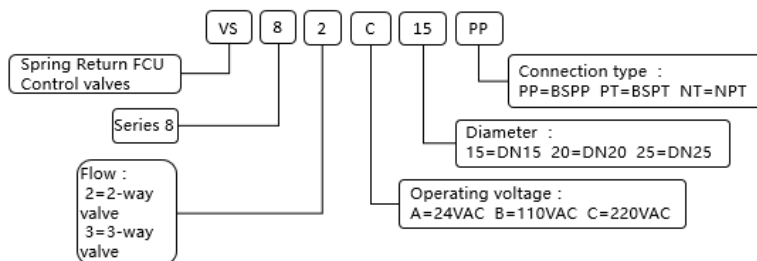 VS 8 2 C 15 PP
Spring Return FCU
Control valves
Connection type :
PP=BSPP PT=BSPT NT=NPT
Series 8
Diameter :
15=DN15 20=DN20 25=DN25
Flow :
2=2-way
valve
3=3-way
valve
Operating voltage :
A=24VAC B=110VAC C=220VAC